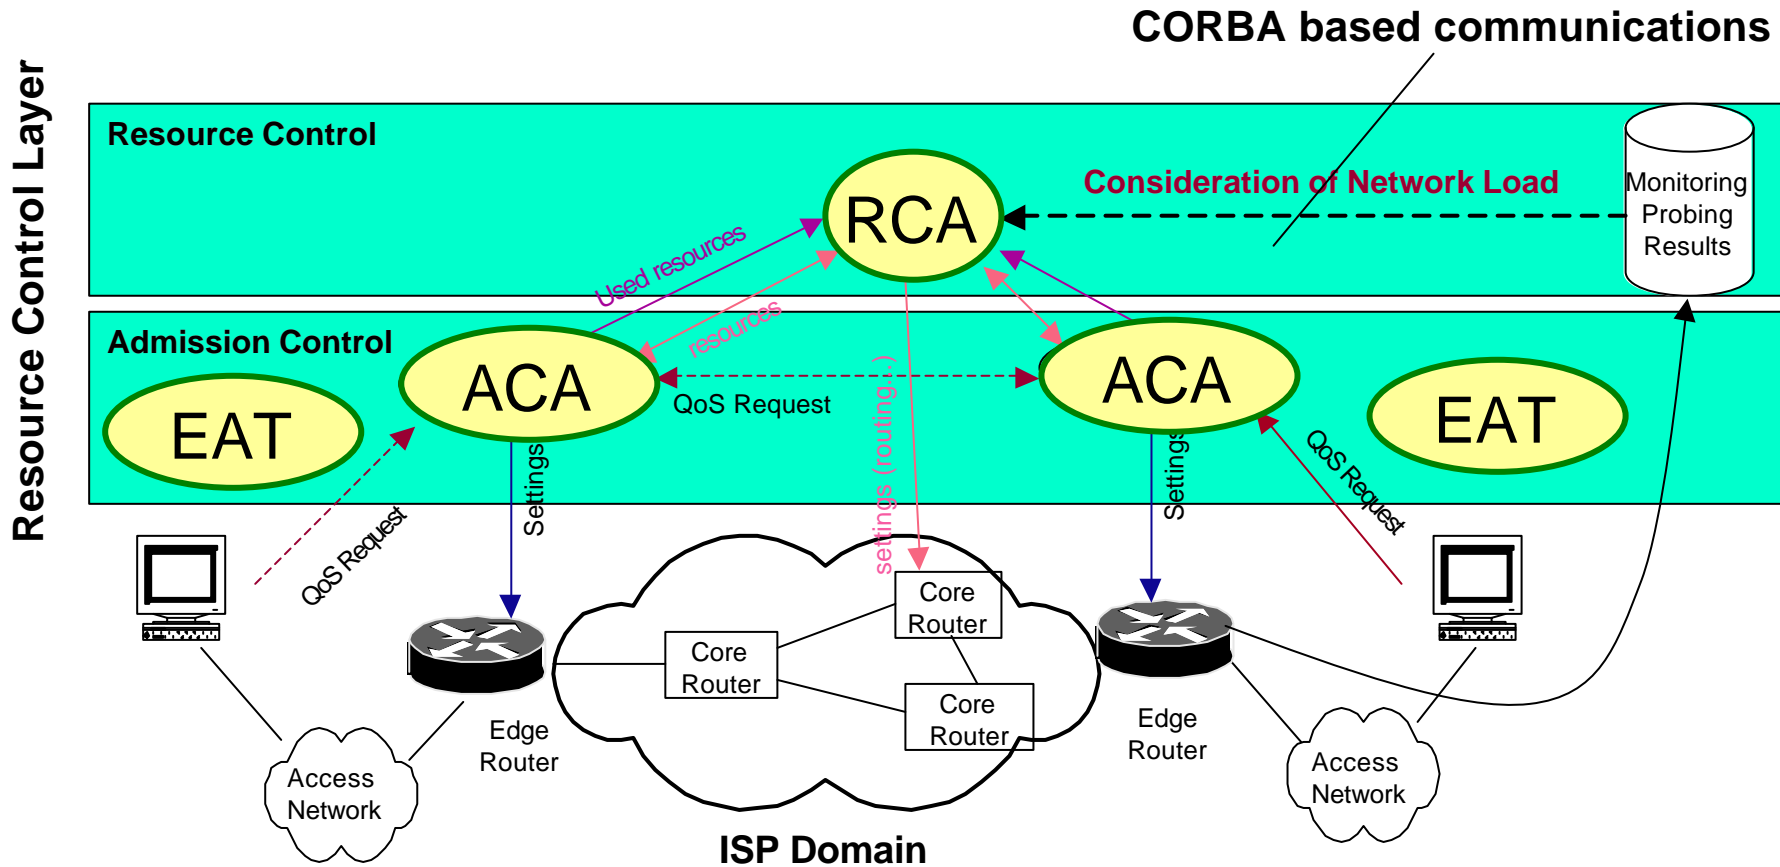 CORBA based communications
Resource Control Layer
Resource Control
Consideration of Network Load
Monitoring
Probing
Results
RCA
Used resources
resources
Admission Control
ACA
ACA
EAT
EAT
QoS Request
QoS Request
QoS Request
Settings
Settings
settings (routing...)
Core
Router
Core
Router
Core
Router
Edge
Router
Edge
Router
Access
Network
Access
Network
ISP Domain